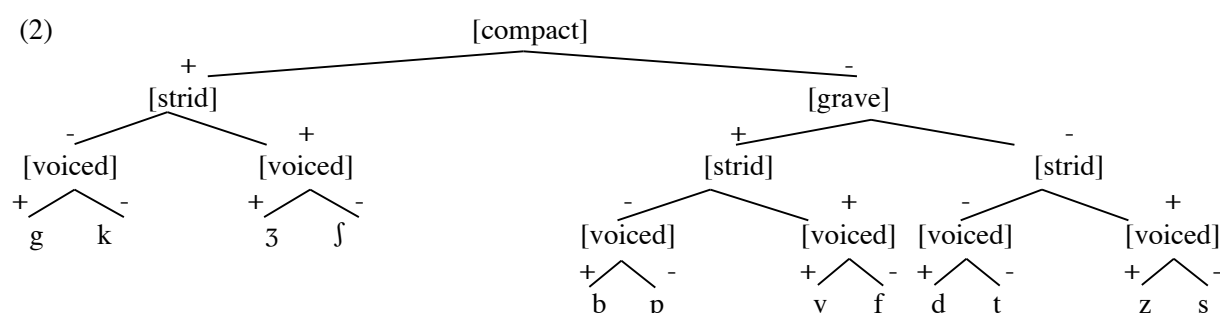 (2) [compact]
+ -
[strid] [grave]
- + + -
[voiced] [voiced] [strid] [strid]
+ - + - - + - +
g k ʒ ʃ [voiced] [voiced] [voiced] [voiced]
+ - + - + - + -
b p v f d t z s